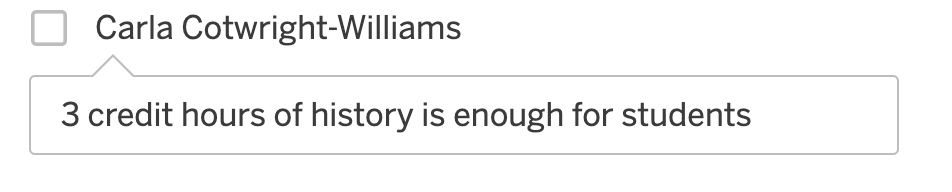 Carla Cotwright-Williams
3 credit hours of history is enough for students